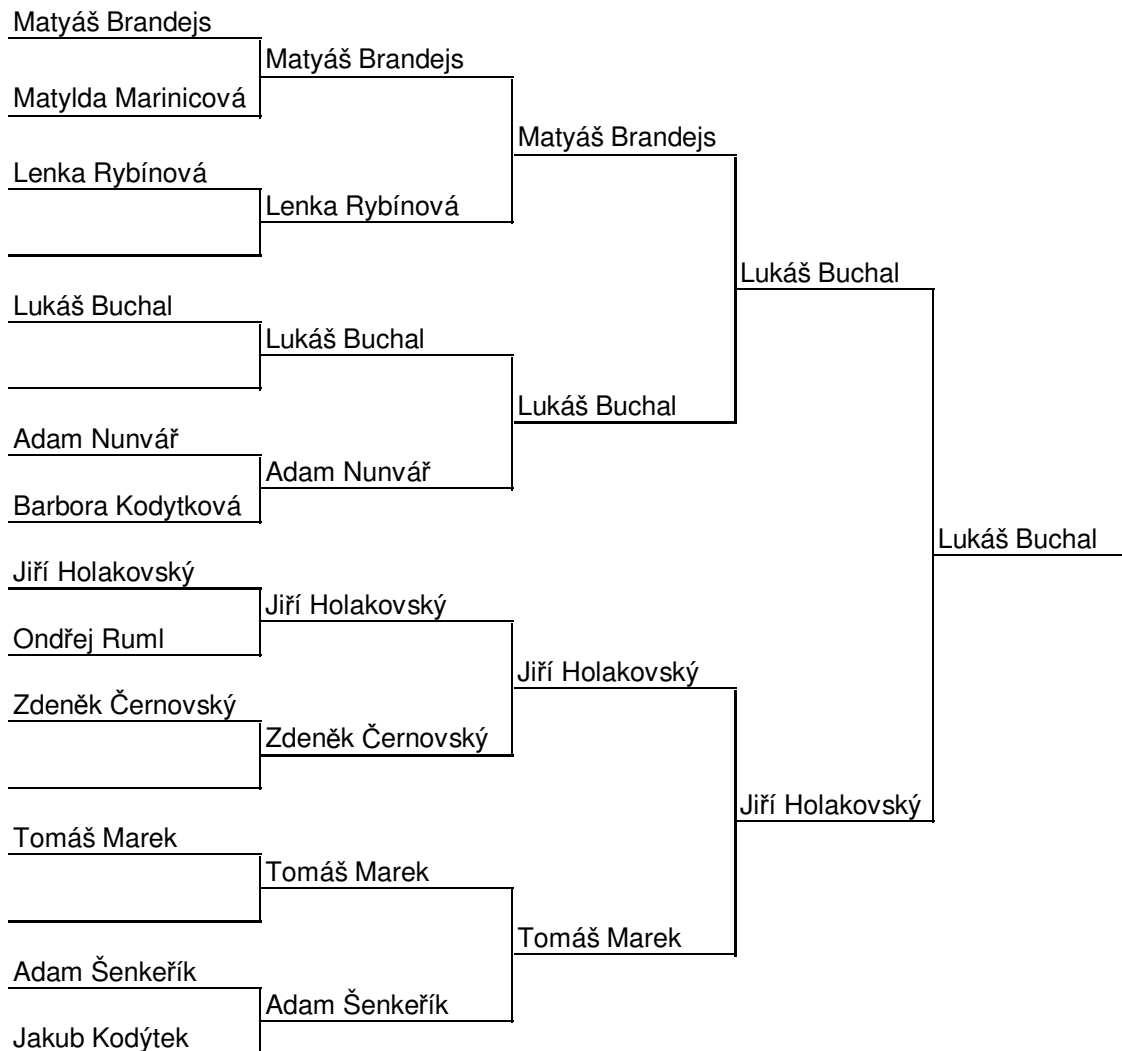 Matyáš Brandejs
Matyáš Brandejs
Matylda Marinicová
Matyáš Brandejs
Lenka Rybínová
Lenka Rybínová
Lukáš Buchal
Lukáš Buchal
Lukáš Buchal
Lukáš Buchal
Adam Nunvář
Adam Nunvář
Barbora Kodytková
Lukáš Buchal
Jiří Holakovský
Jiří Holakovský
Ondřej Ruml
Jiří Holakovský
Zdeněk Černovský
Zdeněk Černovský
Jiří Holakovský
Tomáš Marek
Tomáš Marek
Tomáš Marek
Adam Šenkeřík
Adam Šenkeřík
Jakub Kodýtek